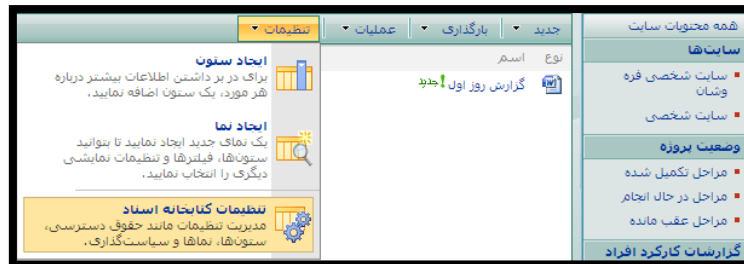 همه محتویات سایت
سایت‌ها
سایت شخصی فره وشان
سایت شخصی
وضعیت پروژه
مراحل تکمیل شده
مراحل در حال انجام
مراحل عقب مانده
گزارشات کارکرد افراد
جدید بارگذاری عملیات تنظیمات
نوع اسم
گزارش روز اول ! جدید
ایجاد ستون
برای در بر داشتن اطلاعات بیشتر درباره
هر مورد، یک ستون اضافه نمایید.
ایجاد نما
یک نمای جدید ایجاد نمایید تا بتوانید
ستون‌ها، فیلترها و تنظیمات نمایشی
دیگری را انتخاب نمایید.
تنظیمات کتابخانه اسناد
مدیریت تنظیمات مانند حقوق دسترسی،
ستون‌ها، نماها و سیاست‌گذاری.